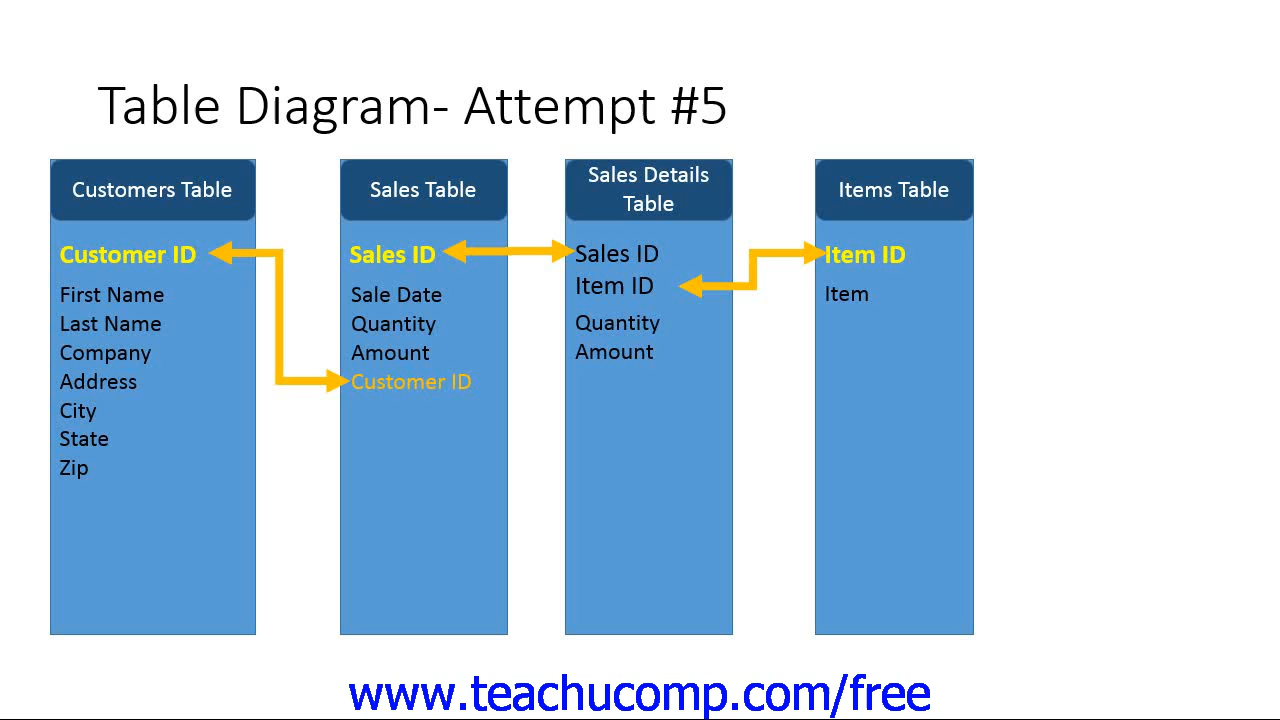 Table Diagram- Attempt #5
Customers Table
Customer ID
First Name
Last Name
Company
Address
City
State
Zip
Sales Table
Sales ID
Sale Date
Quantity
Amount
Customer ID
Sales Details
Table
Sales ID
Item ID
Quantity
Amount
Items Table
Item ID
Item
www.teachucomp.com/free